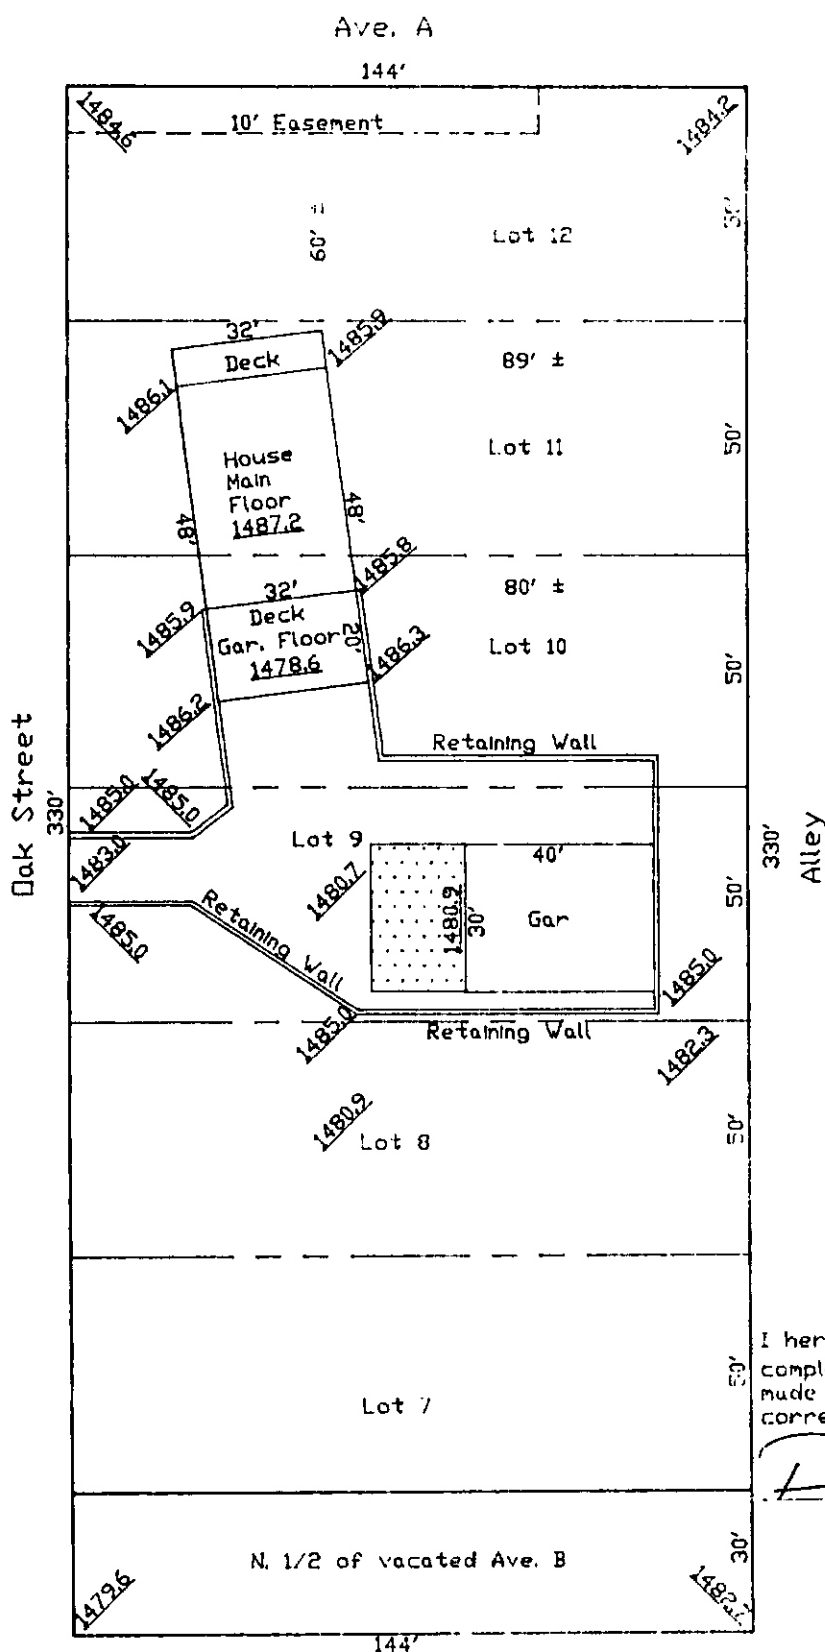 Ave. A
144'
1484.6
10' Easement
1484.2
60' ±
Lot 12
50'
32'
1485.9
Deck
89' ±
1486.1
House
Main
Floor
1487.2
Lot 11
50'
48'
48'
1485.8
32'
80' ±
1485.9
Deck
Gar. Floor
1478.6
20'
1486.3
Lot 10
50'
1486.2
Retaining Wall
Oak Street
330'
1485.0
1485.0
Lot 9
330'
Alley
1483.0
40'
1480.7
1480.9
30'
Gar
50'
1485.0
Retaining Wall
1485.0
1485.0
Retaining Wall
1482.3
1480.9
Lot 8
50'
I her
compl
made
corre
50'
Lot 7
30'
N. 1/2 of vacated Ave. B
1479.6
144'